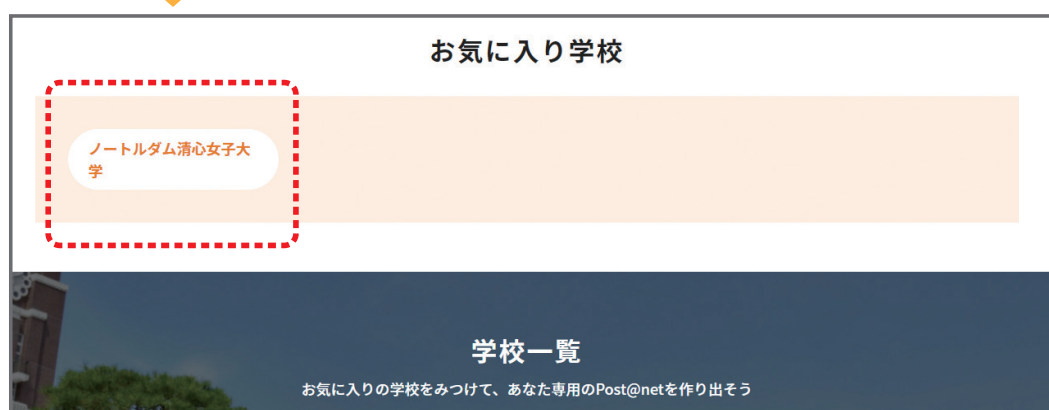 お気に入り学校
ノートルダム清心女子大
学
学校一覧
お気に入りの学校をみつけて、あなた専用のPost@netを作り出そう